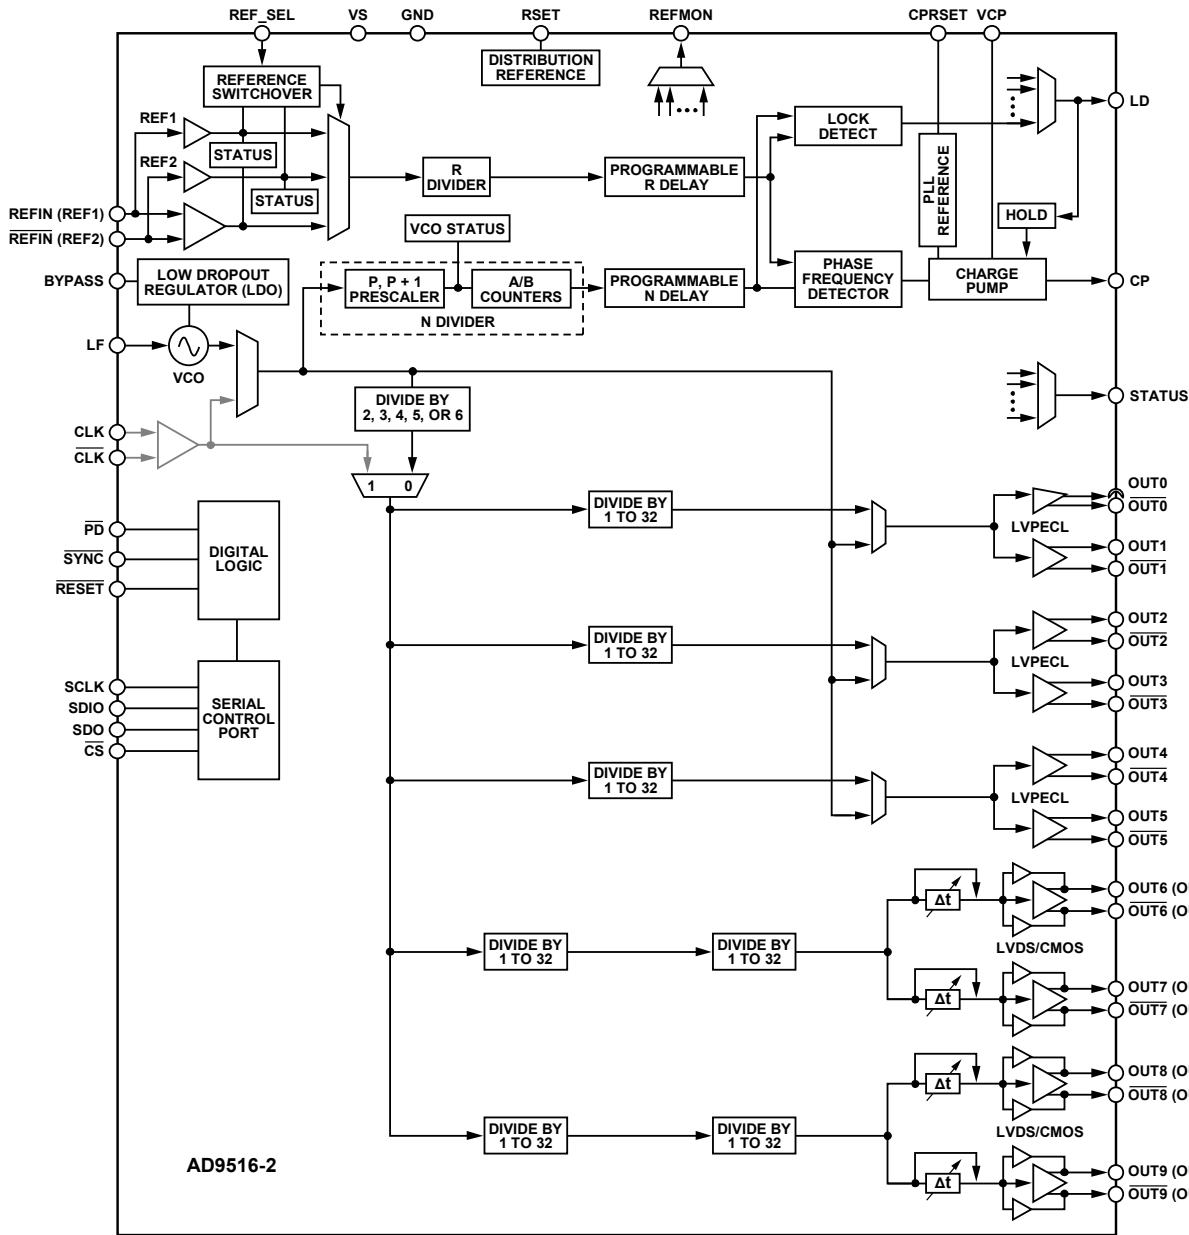 REF_SEL VS GND RSET REFMON CPRSET VCP
DISTRIBUTION
REFERENCE
REFERENCE
SWITCHOVER
LD
REF1
LOCK
DETECT
STATUS
REF2
R
DIVIDER
PROGRAMMABLE
R DELAY
PLL
REFERENCE
STATUS
HOLD
REFIN (REF1)
REFIN (REF2)
VCO STATUS
BYPASS
LOW DROPOUT
REGULATOR (LDO)
P, P + 1
PRESCALER
A/B
COUNTERS
PROGRAMMABLE
N DELAY
PHASE
FREQUENCY
DETECTOR
CHARGE
PUMP
CP
N DIVIDER
LF
VCO
STATUS
DIVIDE BY
2, 3, 4, 5, OR 6
CLK
CLK
1 0
OUT0
OUT0
DIVIDE BY
1 TO 32
LVPECL
PD
SYNC
RESET
DIGITAL
LOGIC
OUT1
OUT1
OUT2
OUT2
DIVIDE BY
1 TO 32
LVPECL
OUT3
OUT3
SCLK
SDIO
SDO
CS
SERIAL
CONTROL
PORT
OUT4
OUT4
DIVIDE BY
1 TO 32
LVPECL
OUT5
OUT5
Δt
OUT6 (O
OUT6 (O
DIVIDE BY
1 TO 32
DIVIDE BY
1 TO 32
LVDS/CMOS
Δt
OUT7 (O
OUT7 (O
Δt
OUT8 (O
OUT8 (O
DIVIDE BY
1 TO 32
DIVIDE BY
1 TO 32
LVDS/CMOS
AD9516-2
Δt
OUT9 (O
OUT9 (O